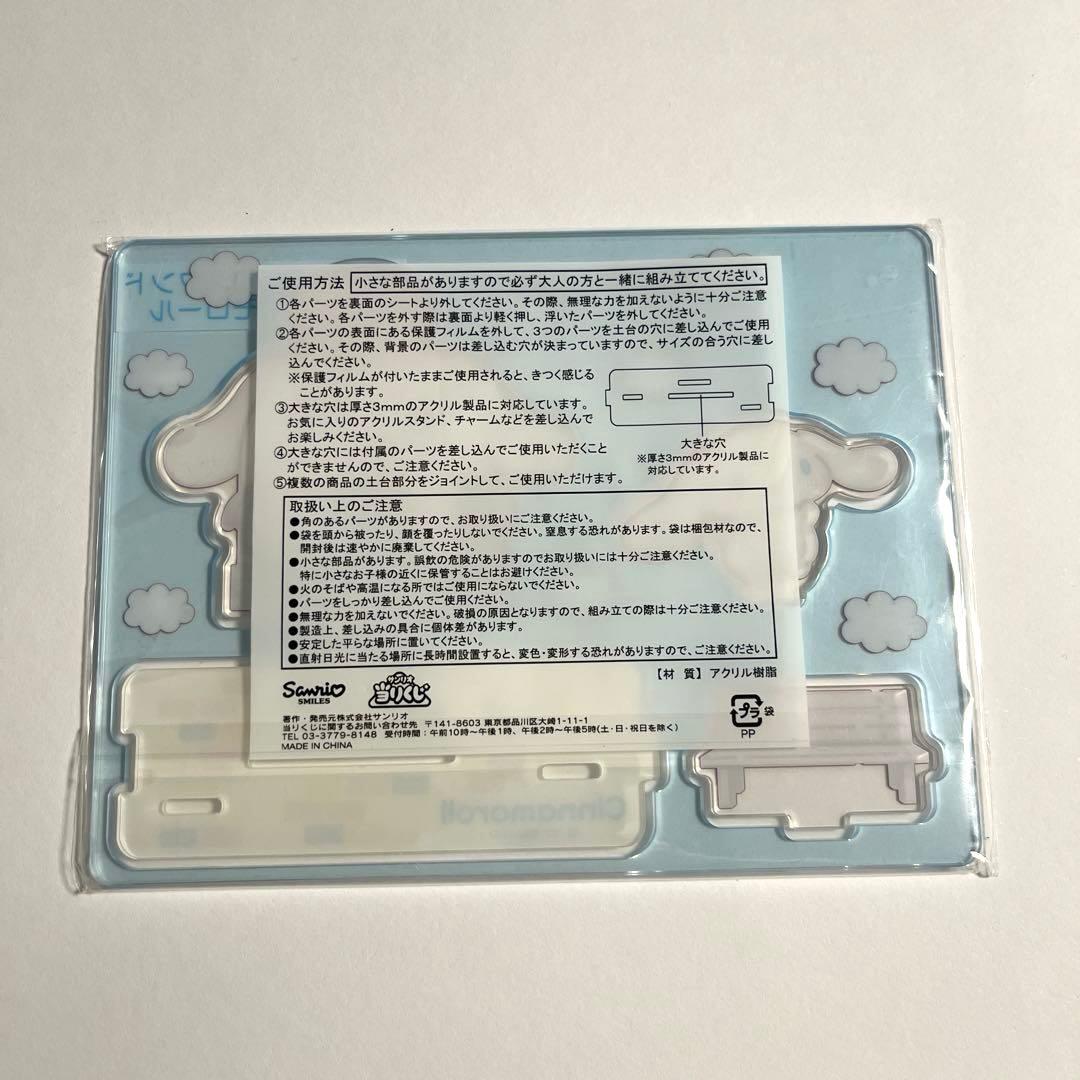 ンド
ロール
ご使用方法 小さな部品がありますので必ず大人の方と一緒に組み立ててください。
①各パーツを裏面のシートより外してください。その際、無理な力を加えないように十分ご注意
ください。各パーツを外す際は裏面より軽く押し、浮いたパーツを外してください。
②各パーツの表面にある保護フィルムを外して、3つのパーツを土台の穴に差し込んでご使用
ください。その際、背景のパーツは差し込む穴が決まっていますので、サイズの合う穴に差し
込んでください。
※保護フィルムが付いたままご使用されると、きつく感じる
ことがあります。
③大きな穴は厚さ3mmのアクリル製品に対応しています。
お気に入りのアクリルスタンド、チャームなどを差し込んで
お楽しみください。
④大きな穴には付属のパーツを差し込んでご使用いただくこと
ができませんので、ご注意ください。
⑤複数の商品の土台部分をジョイントして、ご使用いただけます。
大きな穴
※厚さ3mmのアクリル製品に
対応しています。
取扱い上のご注意
●角のあるパーツがありますので、お取り扱いにご注意ください。
●袋を頭から被ったり、顔を覆ったりしないでください。窒息する恐れがあります。袋は梱包材なので、
開封後は速やかに廃棄してください。
●小さな部品があります。誤飲の危険がありますのでお取り扱いには十分ご注意ください。
特に小さなお子様の近くに保管することはお避けください。
●火のそばや高温になる所ではご使用にならないでください。
●パーツをしっかり差し込んでご使用ください。
●無理な力を加えないでください。破損の原因となりますので、組み立ての際は十分ご注意ください。
●製造上、差し込みの具合に個体差があります。
●安定した平らな場所に置いてください。
●直射日光に当たる場所に長時間設置すると、変色・変形する恐れがありますので、ご注意ください。
【材 質】アクリル樹脂
Sanrio
SMILES
サンリオ
当りくじ
著作・発売元株式会社サンリオ
当りくじに関するお問い合わせ先 〒141-8603 東京都品川区大崎1-11-1
TEL 03-3779-8148 受付時間:午前10時〜午後1時、午後2時〜午後5時(土・日・祝日を除く)
MADE IN CHINA
プラ 袋
PP
Cinnamoroll